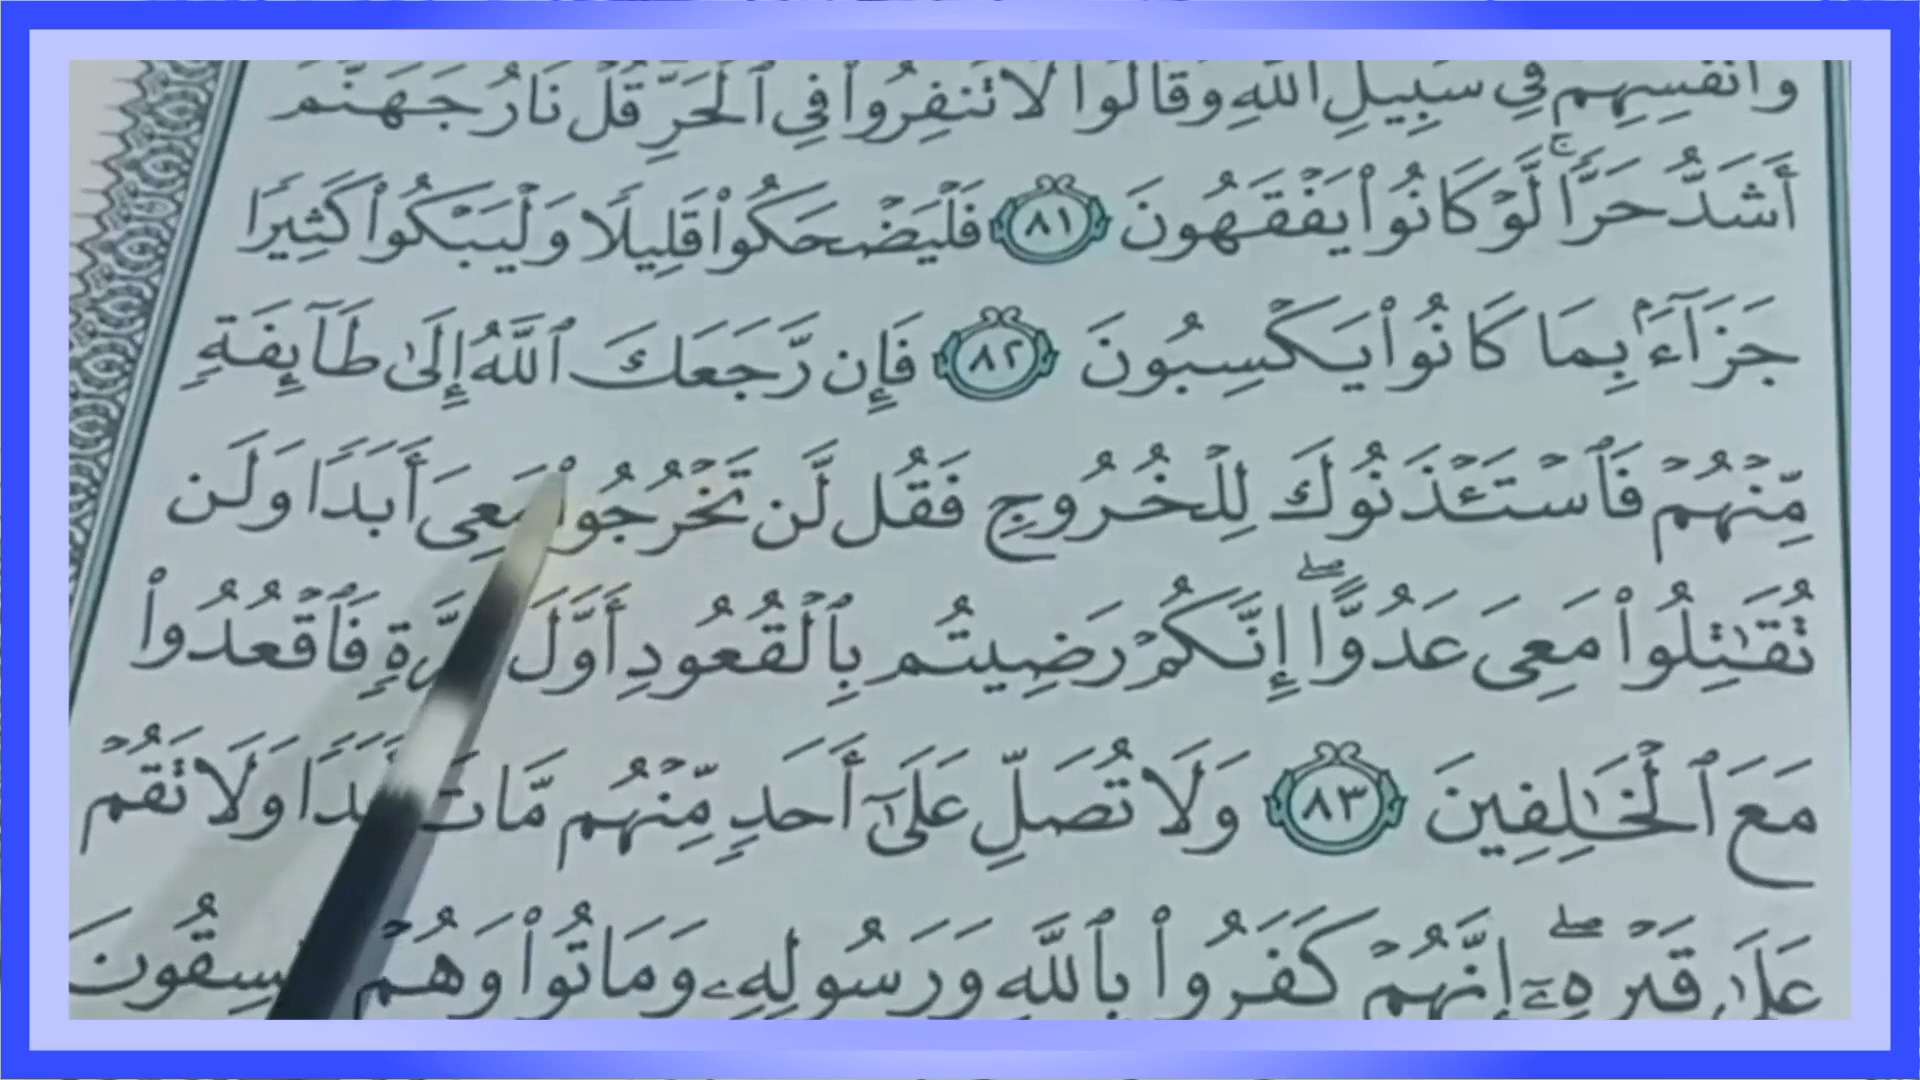 وَأَنفُسِهِمْ فِي سَبِيلِ ٱللَّهِ وَقَالُوا۟ لَا تَنفِرُوا۟ فِي ٱلْحَرِّ قُلْ نَارُ جَهَنَّمَ
أَشَدُّ حَرًّا ۚ لَّوْ كَانُوا۟ يَفْقَهُونَ ٨١ فَلْيَضْحَكُوا۟ قَلِيلًا وَلْيَبْكُوا۟ كَثِيرًا
جَزَآءًۢ بِمَا كَانُوا۟ يَكْسِبُونَ ٨٢ فَإِن رَّجَعَكَ ٱللَّهُ إِلَىٰ طَآئِفَةٍ
مِّنْهُمْ فَٱسْتَـْٔذَنُوكَ لِلْخُرُوجِ فَقُل لَّن تَخْرُجُوا۟ مَعِىَ أَبَدًا وَلَن
تُقَـٰتِلُوا۟ مَعِىَ عَدُوًّا ۖ إِنَّكُمْ رَضِيتُم بِٱلْقُعُودِ أَوَّلَ مَرَّةٍ فَٱقْعُدُوا۟
مَعَ ٱلْخَـٰلِفِينَ ٨٣ وَلَا تُصَلِّ عَلَىٰٓ أَحَدٍ مِّنْهُم مَّاتَ أَبَدًا وَلَا تَقُمْ
عَلَىٰ قَبْرِهِۦٓ ۖ إِنَّهُمْ كَفَرُوا۟ بِٱللَّهِ وَرَسُولِهِۦ وَمَاتُوا۟ وَهُمْ فَـٰسِقُونَ